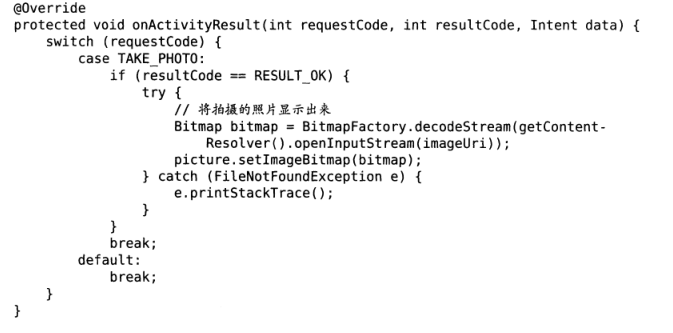 @Override
protected void onActivityResult(int requestCode, int resultCode, Intent data) {
    switch (requestCode) {
        case TAKE_PHOTO:
            if (resultCode == RESULT_OK) {
                try {
                    // 将拍摄的照片显示出来
                    Bitmap bitmap = BitmapFactory.decodeStream(getContent-
                        Resolver().openInputStream(imageUri));
                    picture.setImageBitmap(bitmap);
                } catch (FileNotFoundException e) {
                    e.printStackTrace();
                }
            }
            break;
        default:
            break;
    }
}